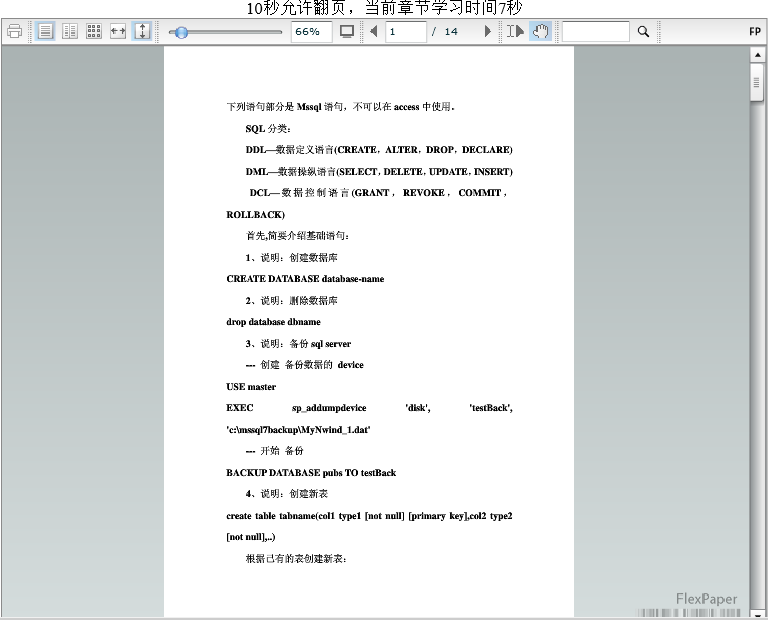 10秒允许翻页，当前章节学习时间7秒
66% 1 / 14 FP
下列语句部分是 Mssql 语句，不可以在 access 中使用。
SQL 分类：
DDL—数据定义语言(CREATE，ALTER，DROP，DECLARE)
DML—数据操纵语言(SELECT，DELETE，UPDATE，INSERT)
DCL—数据控制语言(GRANT，REVOKE，COMMIT，
ROLLBACK)
首先,简要介绍基础语句：
1、说明：创建数据库
CREATE DATABASE database-name
2、说明：删除数据库
drop database dbname
3、说明：备份 sql server
--- 创建 备份数据的 device
USE master
EXEC sp_addumpdevice 'disk', 'testBack',
'c:\mssql7backup\MyNwind_1.dat'
--- 开始 备份
BACKUP DATABASE pubs TO testBack
4、说明：创建新表
create table tabname(col1 type1 [not null] [primary key],col2 type2
[not null],..)
根据已有的表创建新表：
FlexPaper